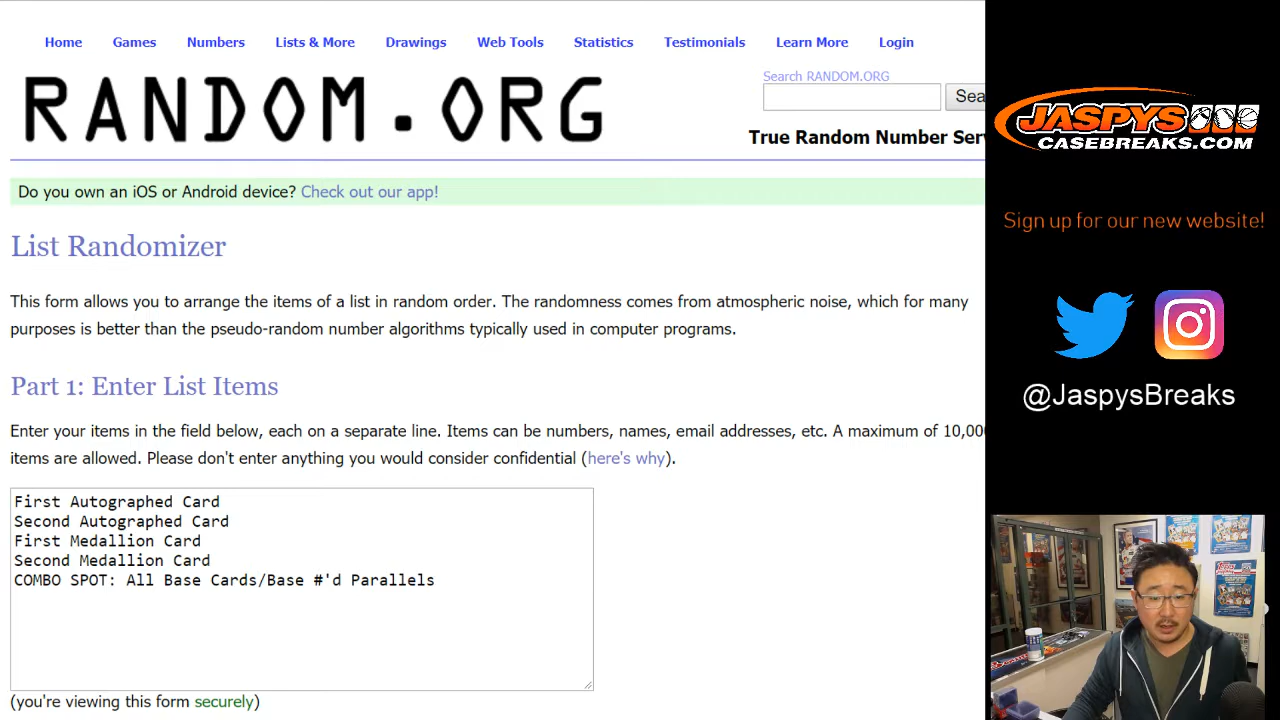 Home Games Numbers Lists & More Drawings Web Tools Statistics Testimonials Learn More Login
RANDOM.ORG
Search RANDOM.ORG
Sea
True Random Number Ser
Do you own an iOS or Android device? Check out our app!
List Randomizer
This form allows you to arrange the items of a list in random order. The randomness comes from atmospheric noise, which for many
purposes is better than the pseudo-random number algorithms typically used in computer programs.
Part 1: Enter List Items
Enter your items in the field below, each on a separate line. Items can be numbers, names, email addresses, etc. A maximum of 10,000
items are allowed. Please don't enter anything you would consider confidential (here's why).
First Autographed Card
Second Autographed Card
First Medallion Card
Second Medallion Card
COMBO SPOT: All Base Cards/Base #'d Parallels
(you're viewing this form securely)
JASPYS
CASEBREAKS.COM
Sign up for our new website!
@JaspysBreaks